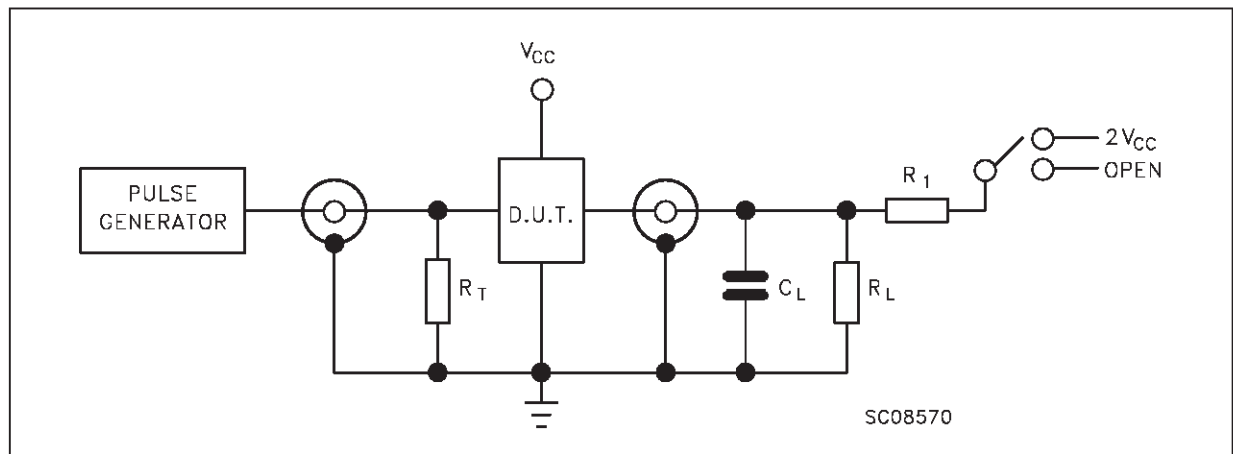 VCC
2VCC
OPEN
PULSE
GENERATOR
D.U.T.
R1
RT
CL
RL
SC08570